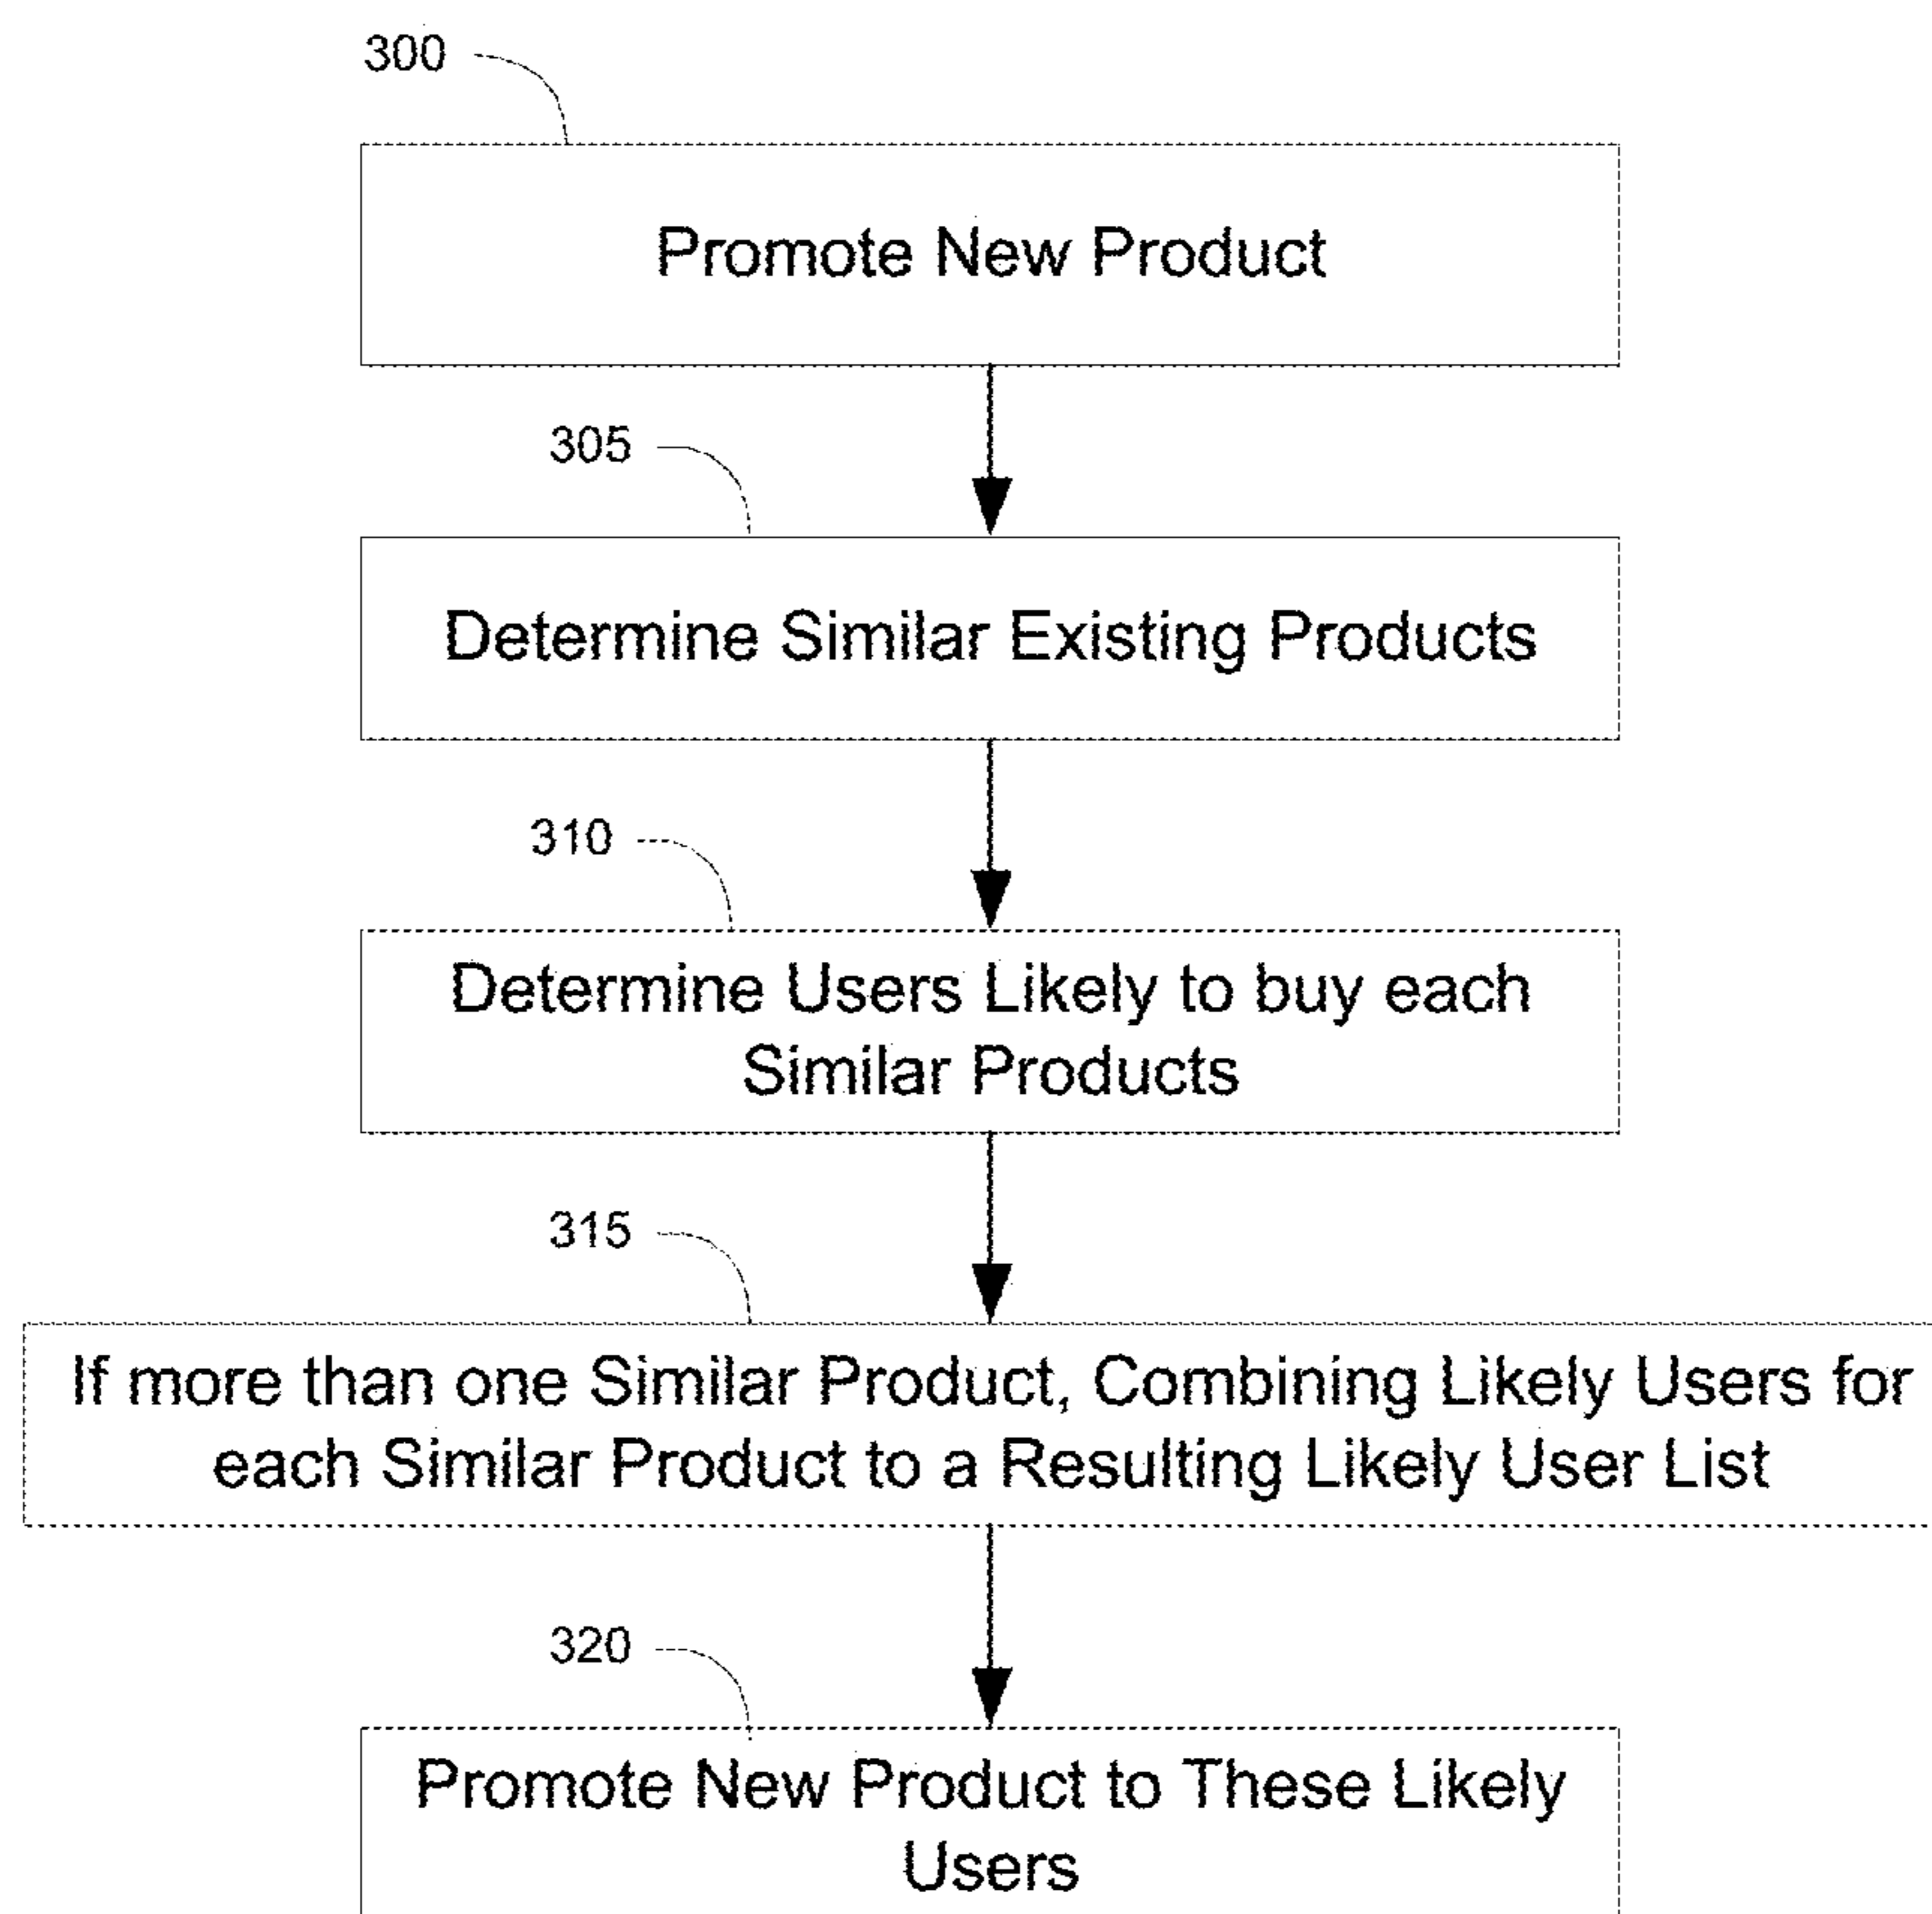 300
Promote New Product
305
Determine Similar Existing Products
310
Determine Users Likely to buy each
Similar Products
315
If more than one Similar Product, Combining Likely Users for
each Similar Product to a Resulting Likely User List
320
Promote New Product to These Likely
Users